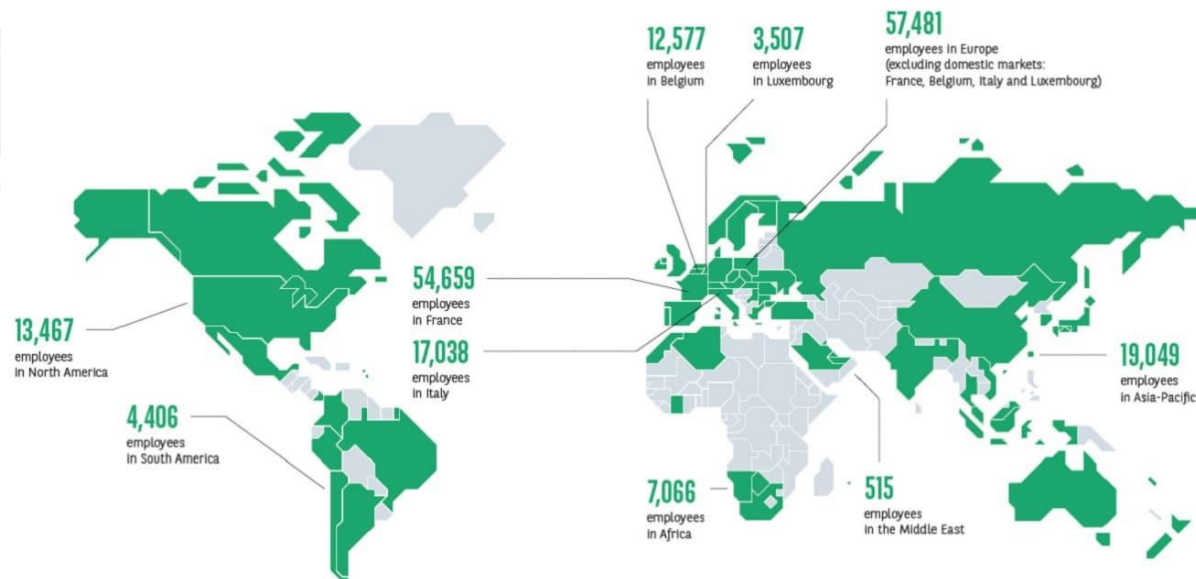 12,577
employees
in Belgium
3,507
employees
in Luxembourg
57,481
employees in Europe
(excluding domestic markets:
France, Belgium, Italy and Luxembourg)
54,659
employees
in France
13,467
employees
in North America
17,038
employees
in Italy
19,049
employees
in Asia-Pacific
4,406
employees
in South America
7,066
employees
in Africa
515
employees
in the Middle East